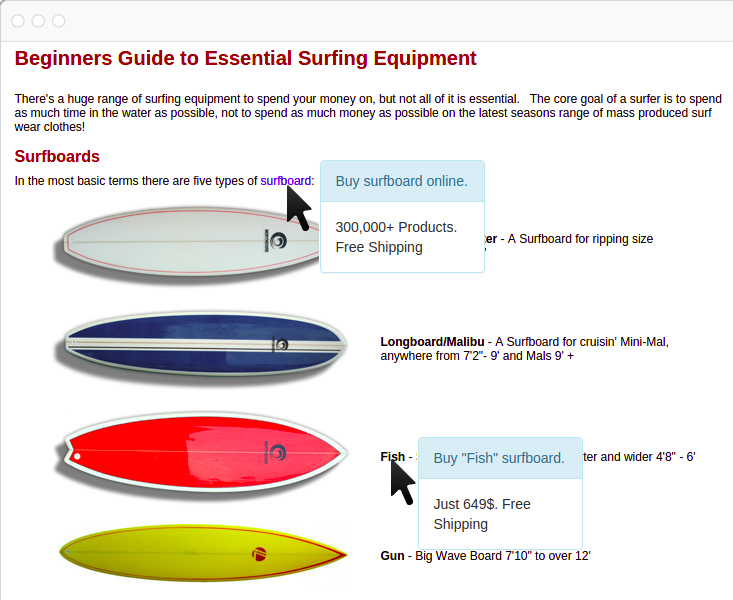 Beginners Guide to Essential Surfing Equipment
There's a huge range of surfing equipment to spend your money on, but not all of it is essential. The core goal of a surfer is to spend
as much time in the water as possible, not to spend as much money as possible on the latest seasons range of mass produced surf
wear clothes!
Surfboards
In the most basic terms there are five types of surfboard:
Buy surfboard online.
300,000+ Products.
Free Shipping
ter - A Surfboard for ripping size
Longboard/Malibu - A Surfboard for cruisin' Mini-Mal,
anywhere from 7'2"- 9' and Mals 9' +
Fish -
ter and wider 4'8" - 6'
Buy "Fish" surfboard.
Just 649$. Free
Shipping
Gun - Big Wave Board 7'10" to over 12'